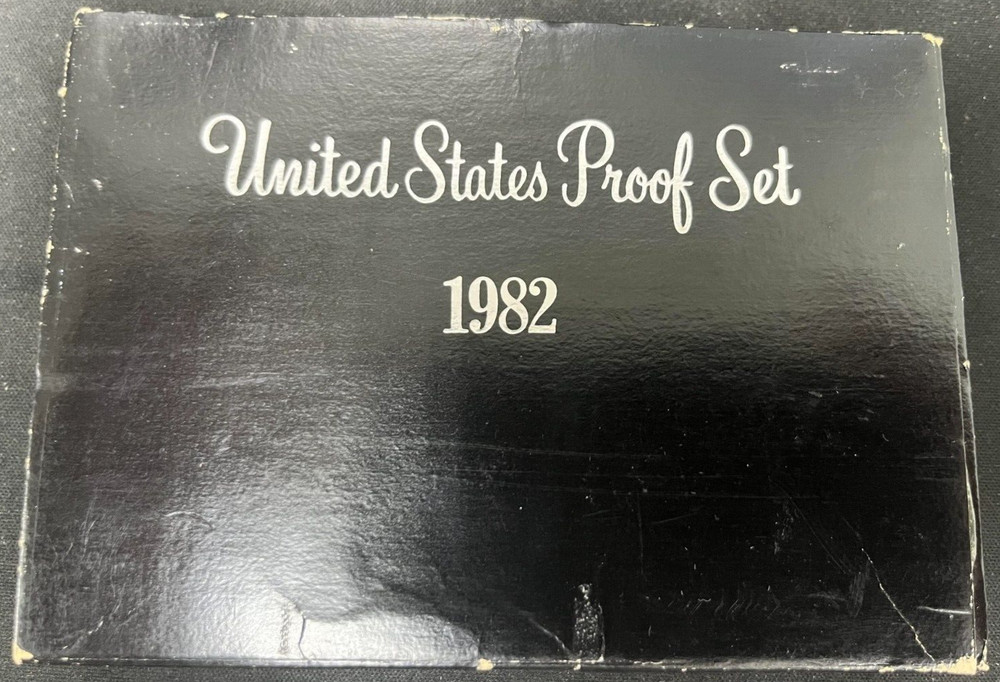 United States Proof Set
1982